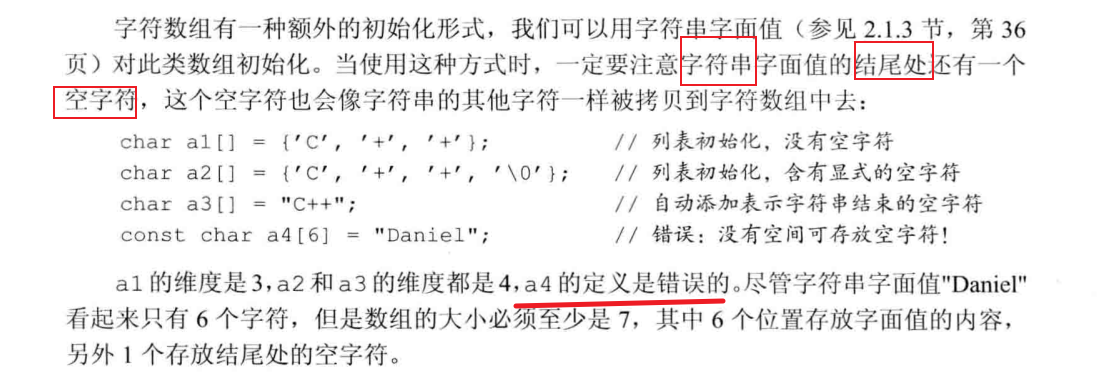 字符数组有一种额外的初始化形式，我们可以用字符串字面值（参见 2.1.3 节，第 36
页）对此类数组初始化。当使用这种方式时，一定要注意字符串字面值的结尾处还有一个
空字符，这个空字符也会像字符串的其他字符一样被拷贝到字符数组中去：
char a1[] = {'C', '+', '+'}; // 列表初始化，没有空字符
char a2[] = {'C', '+', '+', '\0'}; // 列表初始化，含有显式的空字符
char a3[] = "C++"; // 自动添加表示字符串结束的空字符
const char a4[6] = "Daniel"; // 错误：没有空间可存放空字符！
a1 的维度是 3，a2 和 a3 的维度都是 4，a4 的定义是错误的。尽管字符串字面值"Daniel"
看起来只有 6 个字符，但是数组的大小必须至少是 7，其中 6 个位置存放字面值的内容，
另外 1 个存放结尾处的空字符。